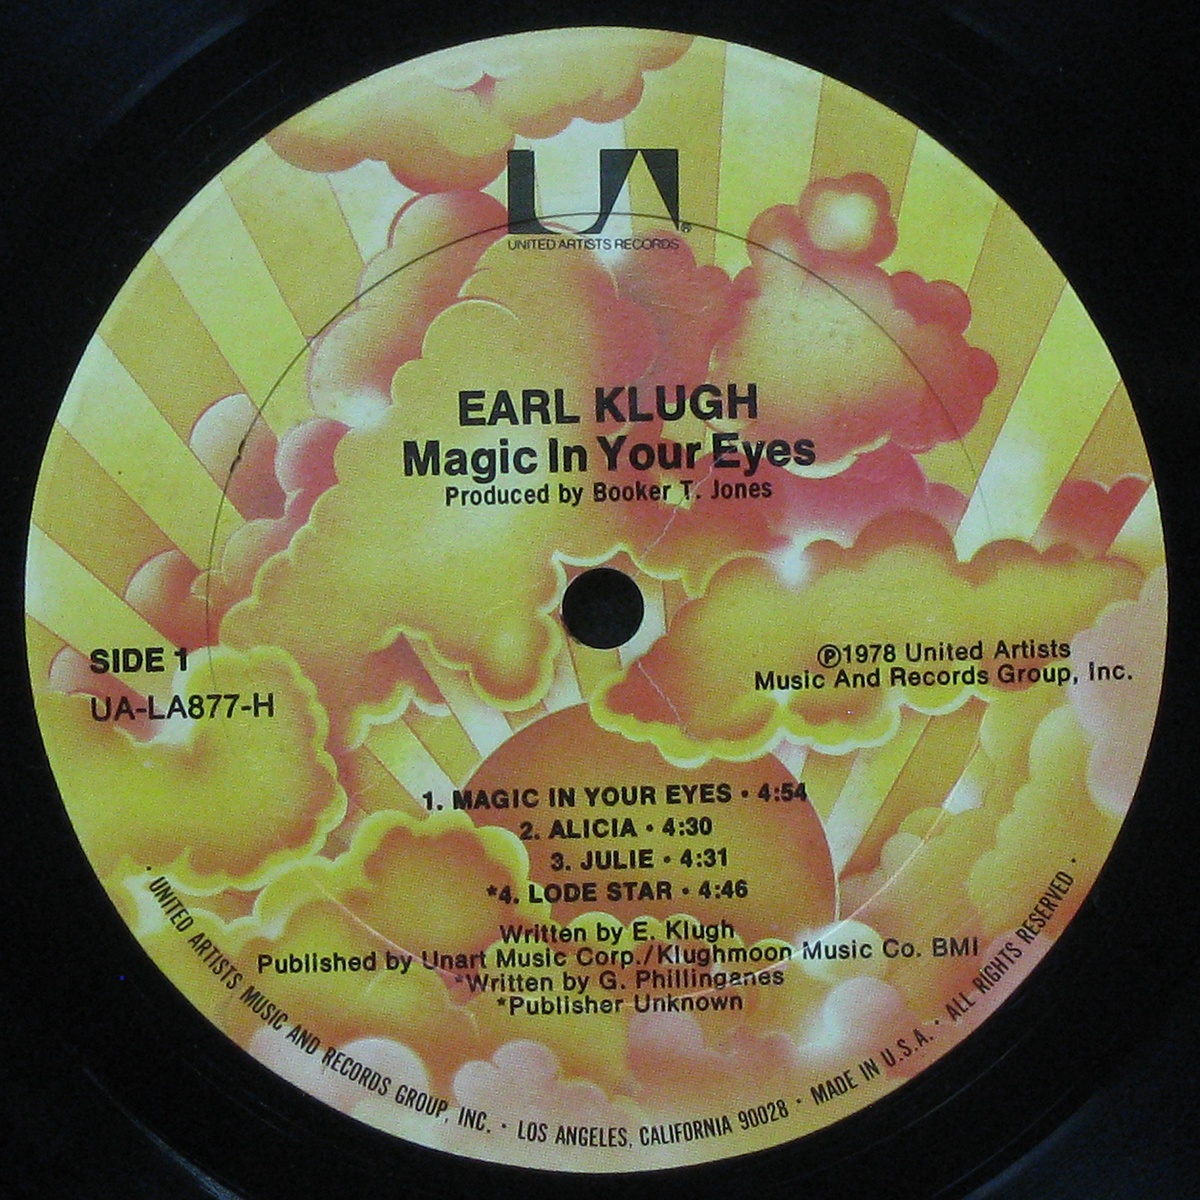 UA®
UNITED ARTISTS RECORDS
EARL KLUGH
Magic In Your Eyes
Produced by Booker T. Jones
SIDE 1
UA-LA877-H
℗1978 United Artists
Music And Records Group, Inc.
1. MAGIC IN YOUR EYES • 4:54
2. ALICIA • 4:30
3. JULIE • 4:31
*4. LODE STAR • 4:46
Written by E. Klugh
Published by Unart Music Corp./Klughmoon Music Co. BMI
*Written by G. Phillinganes
*Publisher Unknown
· UNITED ARTISTS MUSIC AND RECORDS GROUP, INC. · LOS ANGELES, CALIFORNIA 90028 · MADE IN U.S.A. · ALL RIGHTS RESERVED ·